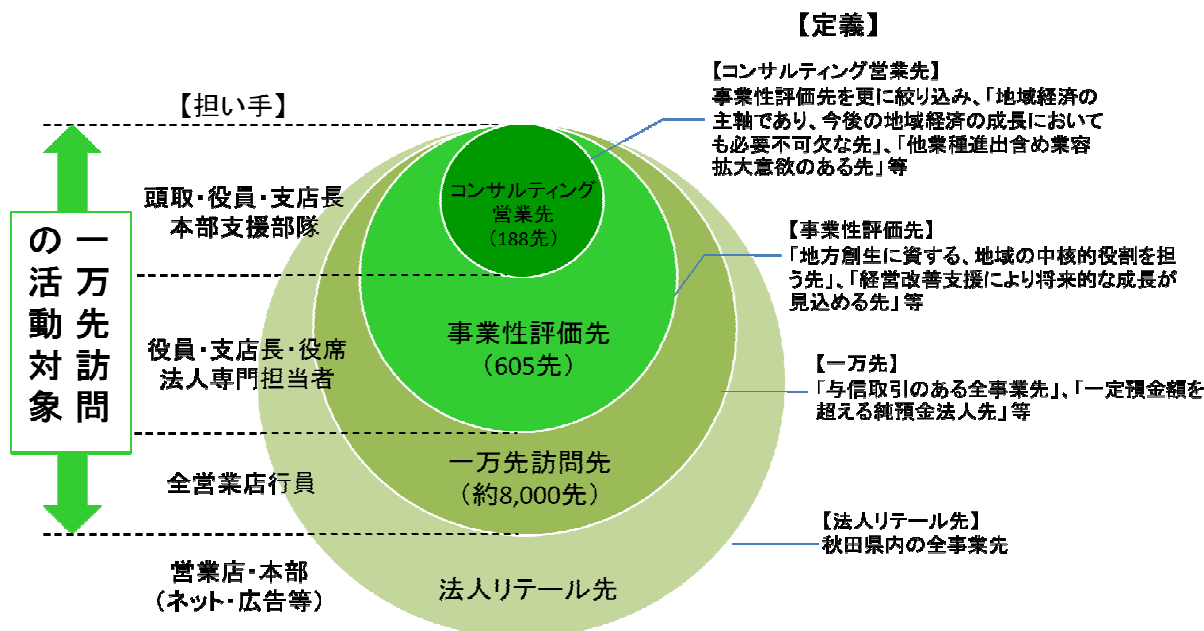 【定義】
【コンサルティング営業先】
事業性評価先を更に絞り込み、「地域経済の
主軸であり、今後の地域経済の成長において
も必要不可欠な先」、「他業種進出含め業容
拡大意欲のある先」等
【担い手】
頭取・役員・支店長
本部支援部隊
コンサルティング
営業先
(188先)
【事業性評価先】
「地方創生に資する、地域の中核的役割を担
う先」、「経営改善支援により将来的な成長が
見込める先」等
一万先訪問
の活動対象
役員・支店長・役席
法人専門担当者
事業性評価先
(605先)
【一万先】
「与信取引のある全事業先」、「一定預金額を
超える純預金法人先」等
全営業店行員
一万先訪問先
(約8,000先)
【法人リテール先】
秋田県内の全事業先
営業店・本部
(ネット・広告等)
法人リテール先